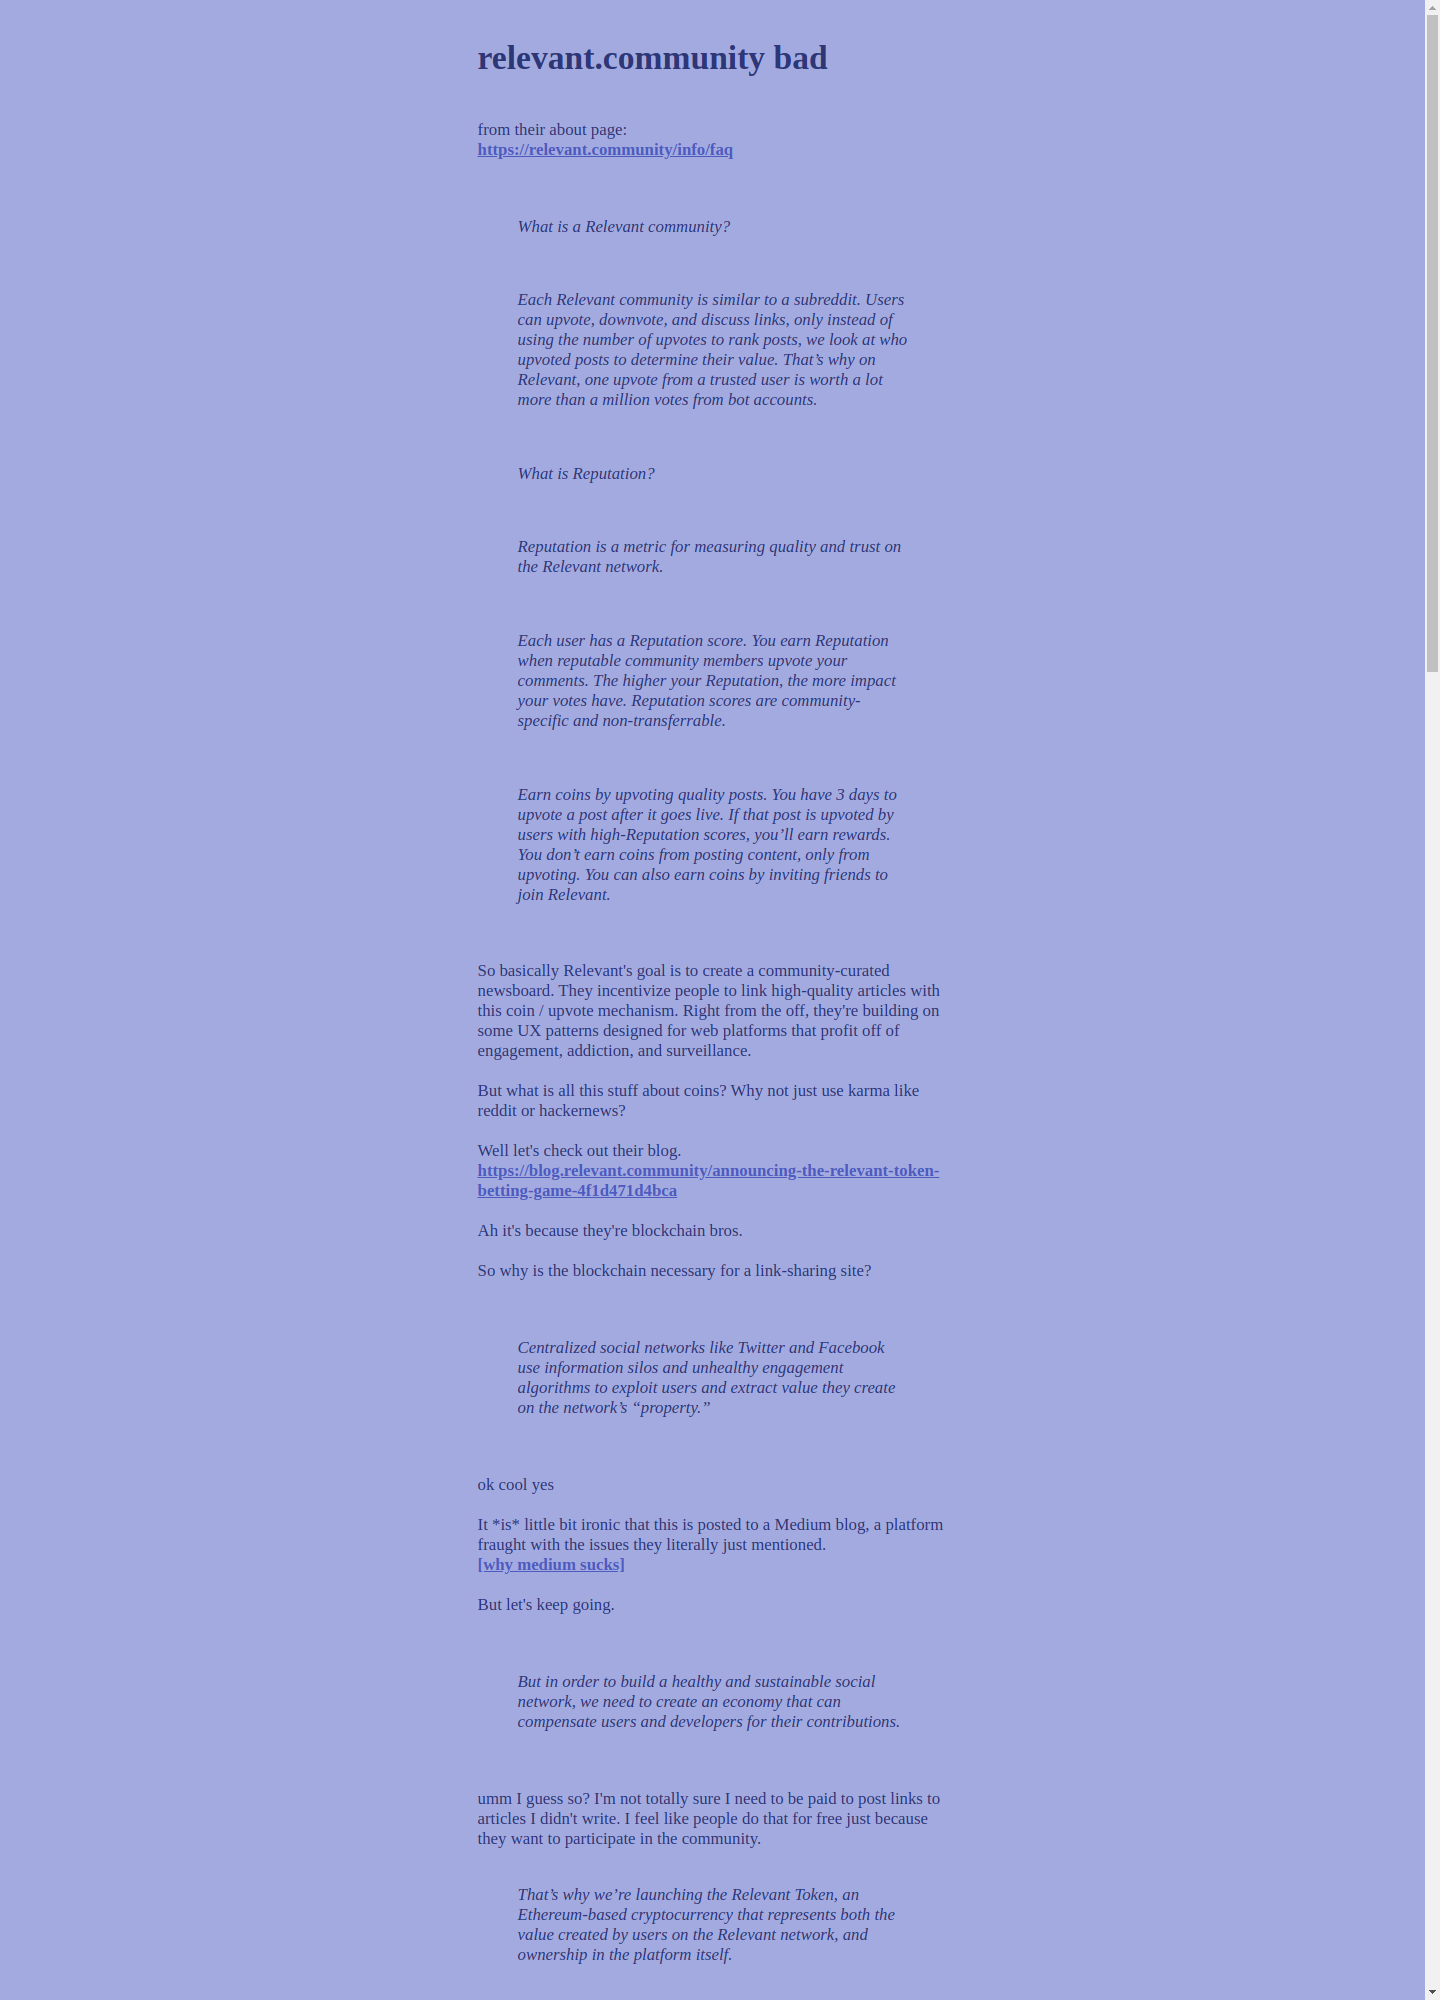 relevant.community bad
from their about page:
https://relevant.community/info/faq
What is a Relevant community?
Each Relevant community is similar to a subreddit. Users
can upvote, downvote, and discuss links, only instead of
using the number of upvotes to rank posts, we look at who
upvoted posts to determine their value. That’s why on
Relevant, one upvote from a trusted user is worth a lot
more than a million votes from bot accounts.
What is Reputation?
Reputation is a metric for measuring quality and trust on
the Relevant network.
Each user has a Reputation score. You earn Reputation
when reputable community members upvote your
comments. The higher your Reputation, the more impact
your votes have. Reputation scores are community-
specific and non-transferrable.
Earn coins by upvoting quality posts. You have 3 days to
upvote a post after it goes live. If that post is upvoted by
users with high-Reputation scores, you’ll earn rewards.
You don’t earn coins from posting content, only from
upvoting. You can also earn coins by inviting friends to
join Relevant.
So basically Relevant's goal is to create a community-curated
newsboard. They incentivize people to link high-quality articles with
this coin / upvote mechanism. Right from the off, they're building on
some UX patterns designed for web platforms that profit off of
engagement, addiction, and surveillance.
But what is all this stuff about coins? Why not just use karma like
reddit or hackernews?
Well let's check out their blog.
https://blog.relevant.community/announcing-the-relevant-token-
betting-game-4f1d471d4bca
Ah it's because they're blockchain bros.
So why is the blockchain necessary for a link-sharing site?
Centralized social networks like Twitter and Facebook
use information silos and unhealthy engagement
algorithms to exploit users and extract value they create
on the network’s “property.”
ok cool yes
It *is* little bit ironic that this is posted to a Medium blog, a platform
fraught with the issues they literally just mentioned.
[why medium sucks]
But let's keep going.
But in order to build a healthy and sustainable social
network, we need to create an economy that can
compensate users and developers for their contributions.
umm I guess so? I'm not totally sure I need to be paid to post links to
articles I didn't write. I feel like people do that for free just because
they want to participate in the community.
That’s why we’re launching the Relevant Token, an
Ethereum-based cryptocurrency that represents both the
value created by users on the Relevant network, and
ownership in the platform itself.